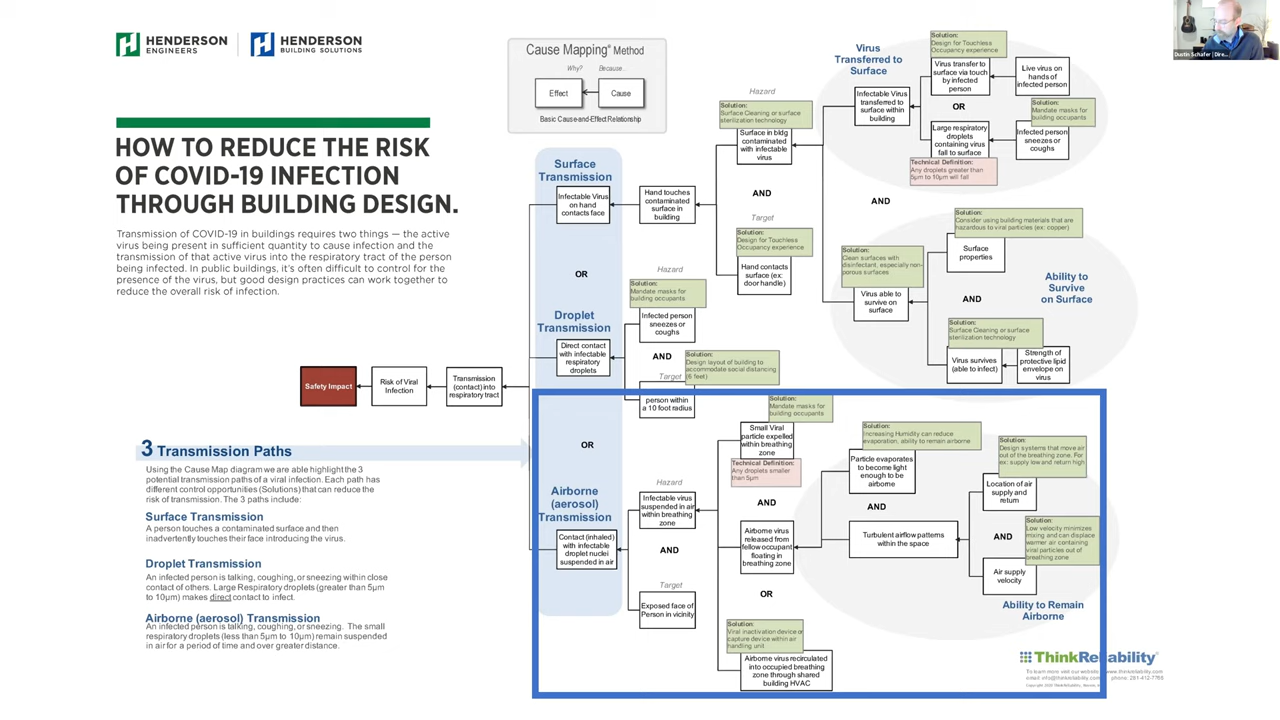 HENDERSON
ENGINEERS
HENDERSON
BUILDING SOLUTIONS
HOW TO REDUCE THE RISK
OF COVID-19 INFECTION
THROUGH BUILDING DESIGN.
Transmission of COVID-19 in buildings requires two things — the active
virus being present in sufficient quantity to cause infection and the
transmission of that active virus into the respiratory tract of the person
being infected. In public buildings, it's often difficult to control for the
presence of the virus, but good design practices can work together to
reduce the overall risk of infection.
Cause Mapping® Method
Why?
Because...
Effect
Cause
Basic Cause-and-Effect Relationship
Safety Impact
Risk of Viral
Infection
Transmission
(contact) into
respiratory tract
3 Transmission Paths
Using the Cause Map diagram we are able highlight the 3
potential transmission paths of a viral infection. Each path has
different control opportunities (Solutions) that can reduce the
risk of transmission. The 3 paths include:
Surface Transmission
A person touches a contaminated surface and then
inadvertently touches their face introducing the virus.
Droplet Transmission
An infected person is talking, coughing, or sneezing within close
contact of others. Large Respiratory droplets (greater than 5µm
to 10µm) makes direct contact to infect.
Airborne (aerosol) Transmission
An infected person is talking, coughing, or sneezing. The small
respiratory droplets (less than 5µm to 10µm) remain suspended
in air for a period of time and over greater distance.
Surface
Transmission
Infectable Virus
on hand
contacts face
OR
Droplet
Transmission
Direct contact
with infectable
respiratory
droplets
OR
Airborne
(aerosol)
Transmission
Contact (inhaled)
with infectable
droplet nuclei
suspended in air
Hand touches
contaminated
surface in
building
Hazard
Solution:
Mandate masks for
building occupants
Infected person
sneezes or
coughs
AND
Target
Solution:
Design layout of building to
accommodate social distancing
(6 feet)
person within
a 10 foot radius
Hazard
Infectable virus
suspended in air
within breathing
zone
AND
Target
Exposed face of
Person in vicinity
Hazard
Solution:
Surface Cleaning or surface
sterilization technology
Surface in bldg
contaminated
with infectable
virus
AND
Target
Solution:
Design for Touchless
Occupancy experience
Hand contacts
surface (ex:
door handle)
Virus
Transferred to
Surface
Infectable Virus
transferred to
surface within
building
Solution:
Design for Touchless
Occupancy experience
Virus transfer to
surface via touch
by infected
person
Live virus on
hands of
infected person
OR
Solution:
Mandate masks for
building occupants
Large respiratory
droplets
containing virus
fall to surface
Infected person
sneezes or
coughs
Technical Definition:
Any droplets greater than
5µm to 10µm will fall
AND
Solution:
Consider using building materials that are
hazardous to viral particles (ex: copper)
Surface
properties
Solution:
Clean surfaces with
disinfectant, especially non-
porous surfaces
Virus able to
survive on
surface
AND
Ability to
Survive
on Surface
Solution:
Surface Cleaning or surface
sterilization technology
Virus survives
(able to infect)
Strength of
protective lipid
envelope on
virus
Solution:
Mandate masks for
building occupants
Small Viral
particle expelled
within breathing
zone
Technical Definition:
Any droplets smaller
than 5µm
AND
Airborne virus
released from
fellow occupant
floating in
breathing zone
OR
Solution:
Viral inactivation device or
capture device within air
handling unit
Airborne virus recirculated
into occupied breathing
zone through shared
building HVAC
Solution:
Increasing Humidity can reduce
evaporation, ability to remain airborne
Particle evaporates
to become light
enough to be
airborne
AND
Turbulent airflow patterns
within the space
Solution:
Design systems that move air
out of the breathing zone. For
ex: supply low and return high
Location of air
supply and
return
AND
Solution:
Low velocity minimizes
mixing and can displace
warmer air containing
viral particles out of
breathing zone
Air supply
velocity
Ability to Remain
Airborne
ThinkReliability
To learn more visit our website www.thinkreliability.com
email: info@thinkreliability.com phone: 281-412-7766
Dustin Schafer | Dire...